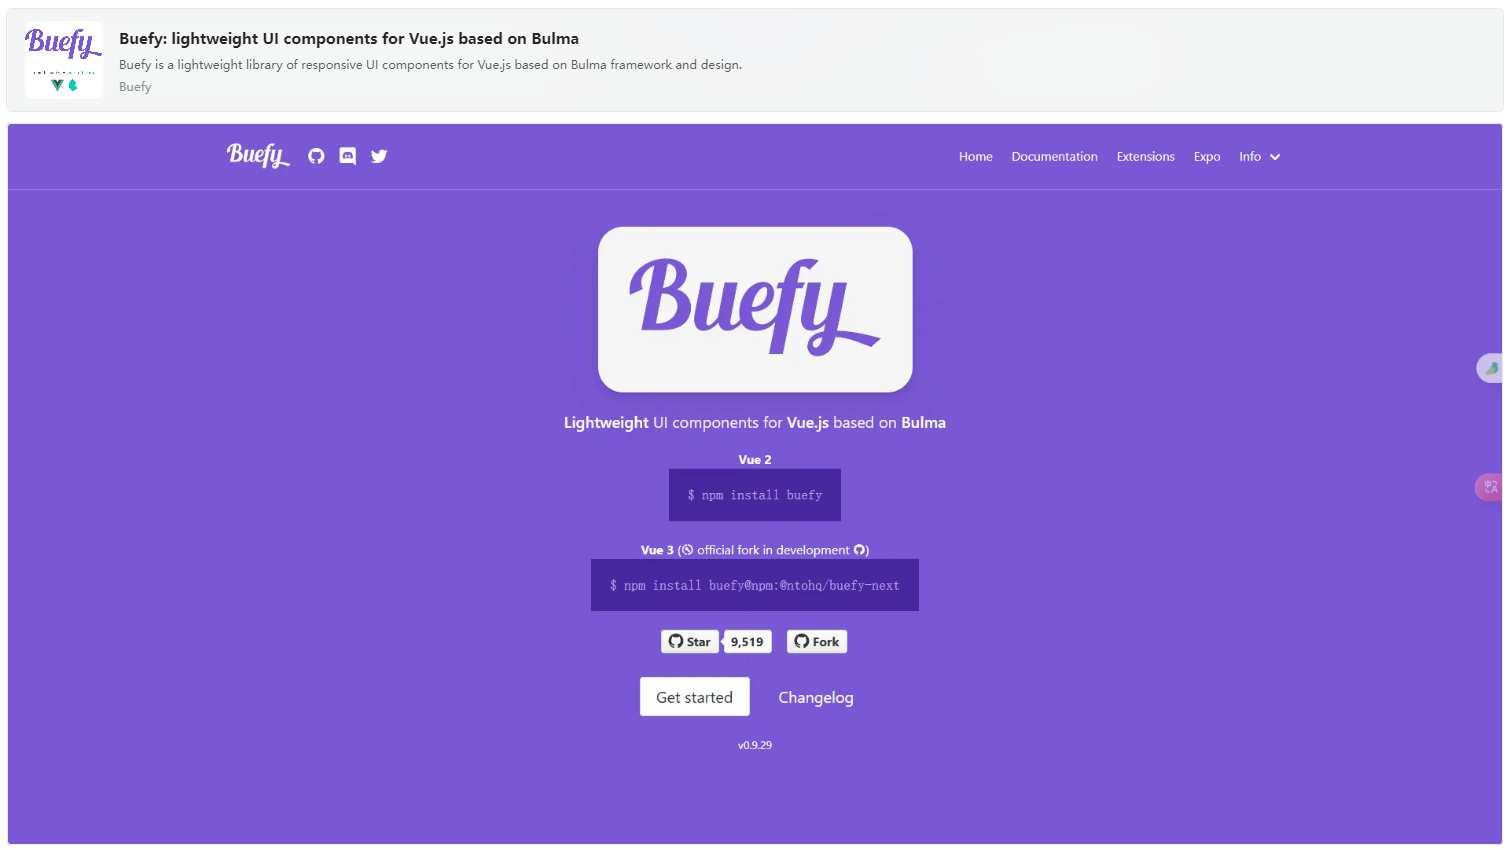 Buefy
Buefy: lightweight UI components for Vue.js based on Bulma
Buefy is a lightweight library of responsive UI components for Vue.js based on Bulma framework and design.
Buefy
Buefy Home Documentation Extensions Expo Info
Buefy
Lightweight UI components for Vue.js based on Bulma
Vue 2
$ npm install buefy
Vue 3 ( official fork in development )
$ npm install buefy@npm:@ntohq/buefy-next
Star 9,519 Fork
Get started Changelog
v0.9.29